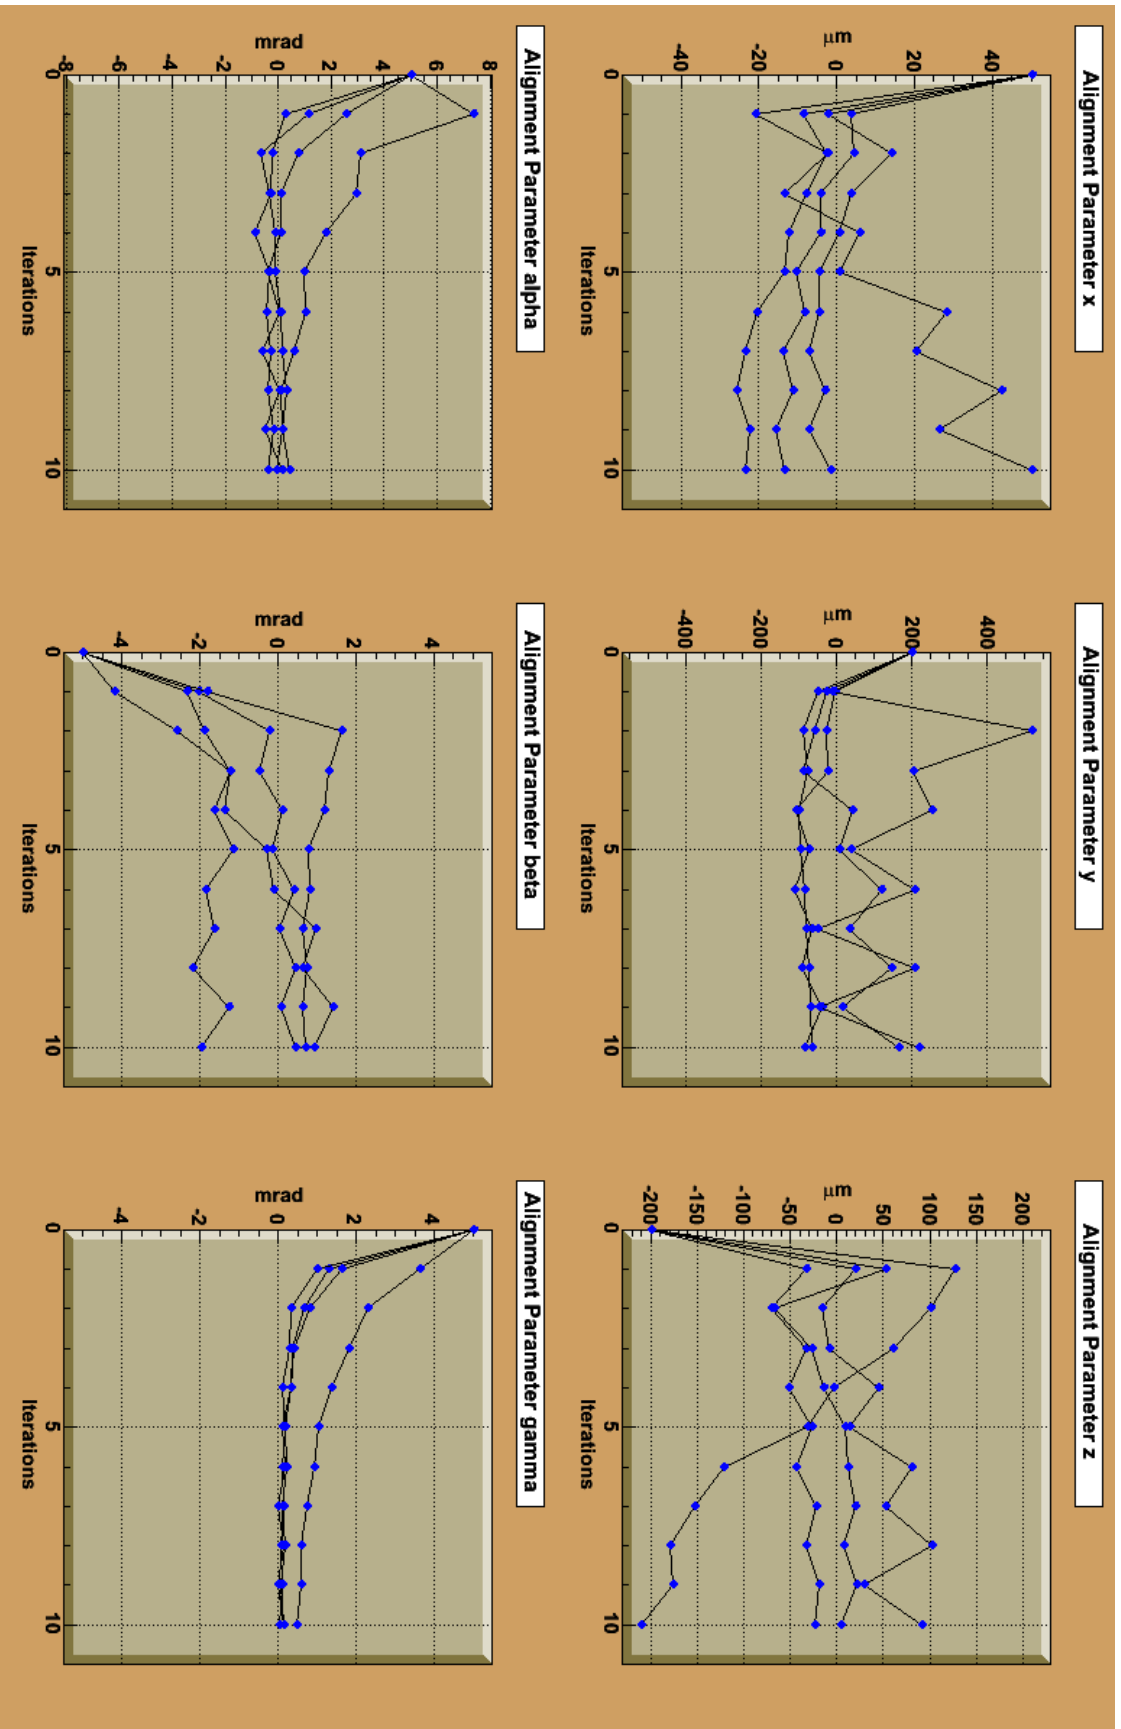 Alignment Parameter x
μm
-40 -20 0 20 40
0 5 10
Iterations
Alignment Parameter y
μm
-400 -200 0 200 400
0 5 10
Iterations
Alignment Parameter z
μm
-200 -150 -100 -50 0 50 100 150 200
0 5 10
Iterations
Alignment Parameter alpha
mrad
-8 -6 -4 -2 0 2 4 6 8
0 5 10
Iterations
Alignment Parameter beta
mrad
-4 -2 0 2 4
0 5 10
Iterations
Alignment Parameter gamma
mrad
-4 -2 0 2 4
0 5 10
Iterations